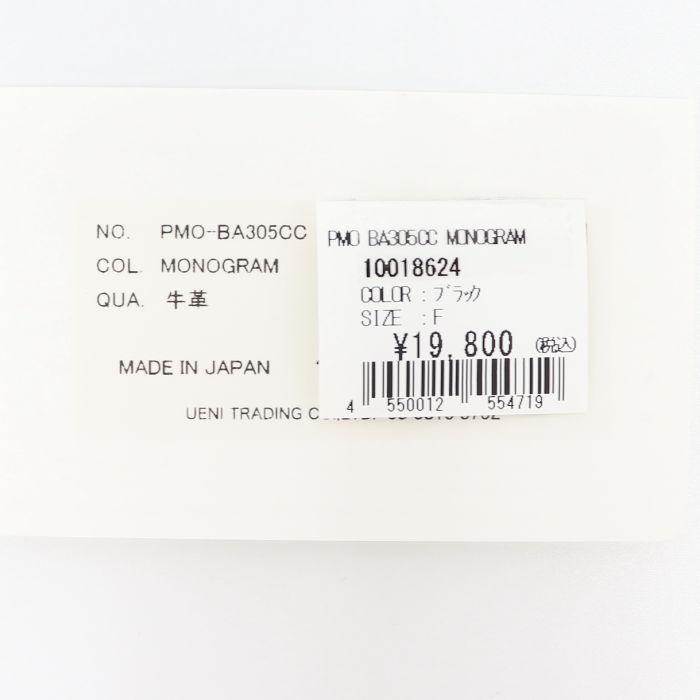 NO. PMO-BA305CC
COL. MONOGRAM
QUA. 牛革
MADE IN JAPAN
UENI TRADING
PMO BA305CC MONOGRAM
10018624
COLOR :ブラック
SIZE :F
¥19,800 (税込)
4 550012 554719